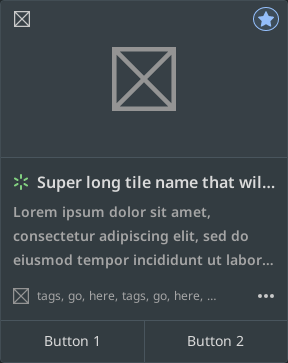 Super long tile name that wil...
Lorem ipsum dolor sit amet,
consectetur adipiscing elit, sed do
eiusmod tempor incididunt ut labor...
tags, go, here, tags, go, here, ...
Button 1
Button 2